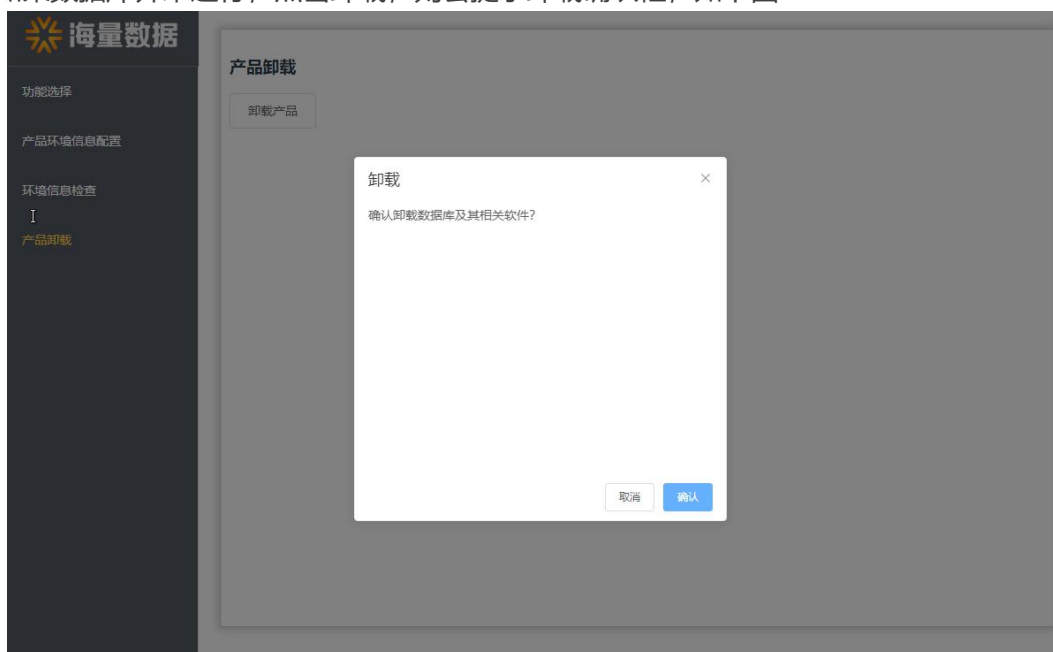 海量数据
功能选择
产品环境信息配置
环境信息检查
产品卸载
产品卸载
卸载产品
卸载
确认卸载数据库及其相关软件?
取消
确认